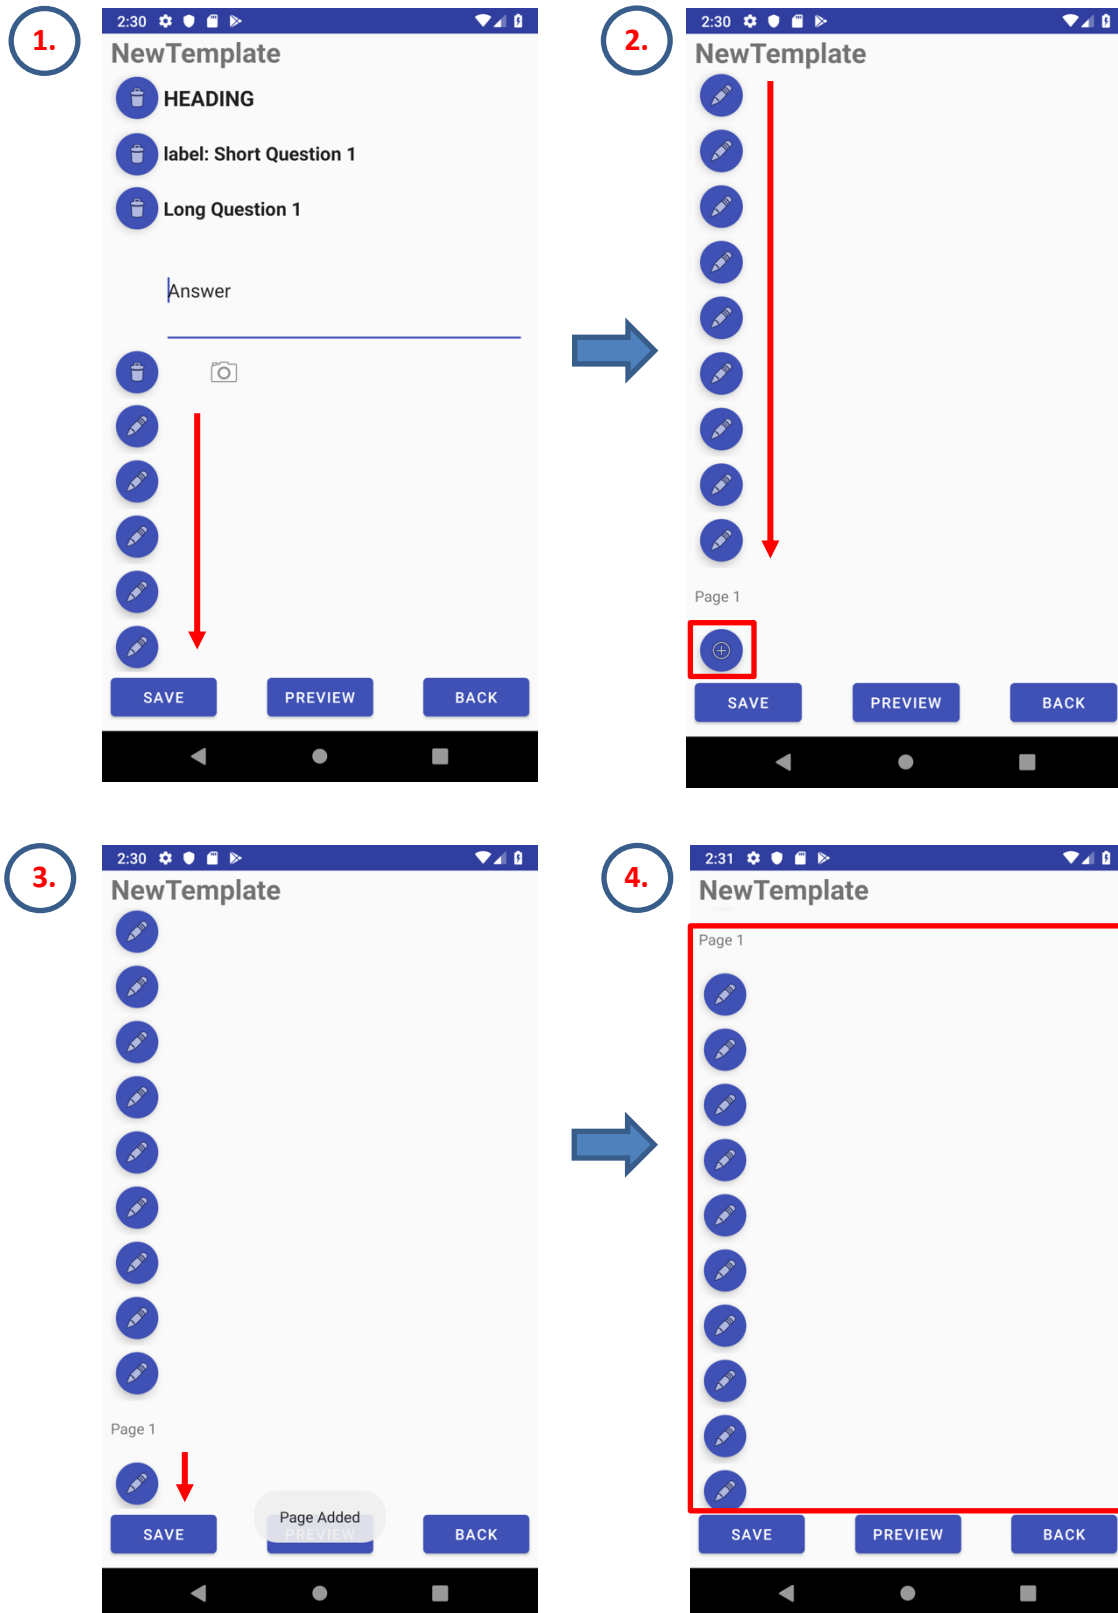 1.
2:30
NewTemplate
HEADING
label: Short Question 1
Long Question 1
Answer
SAVE
PREVIEW
BACK
2.
2:30
NewTemplate
Page 1
SAVE
PREVIEW
BACK
3.
2:30
NewTemplate
Page 1
Page Added
SAVE
PREVIEW
BACK
4.
2:31
NewTemplate
Page 1
SAVE
PREVIEW
BACK